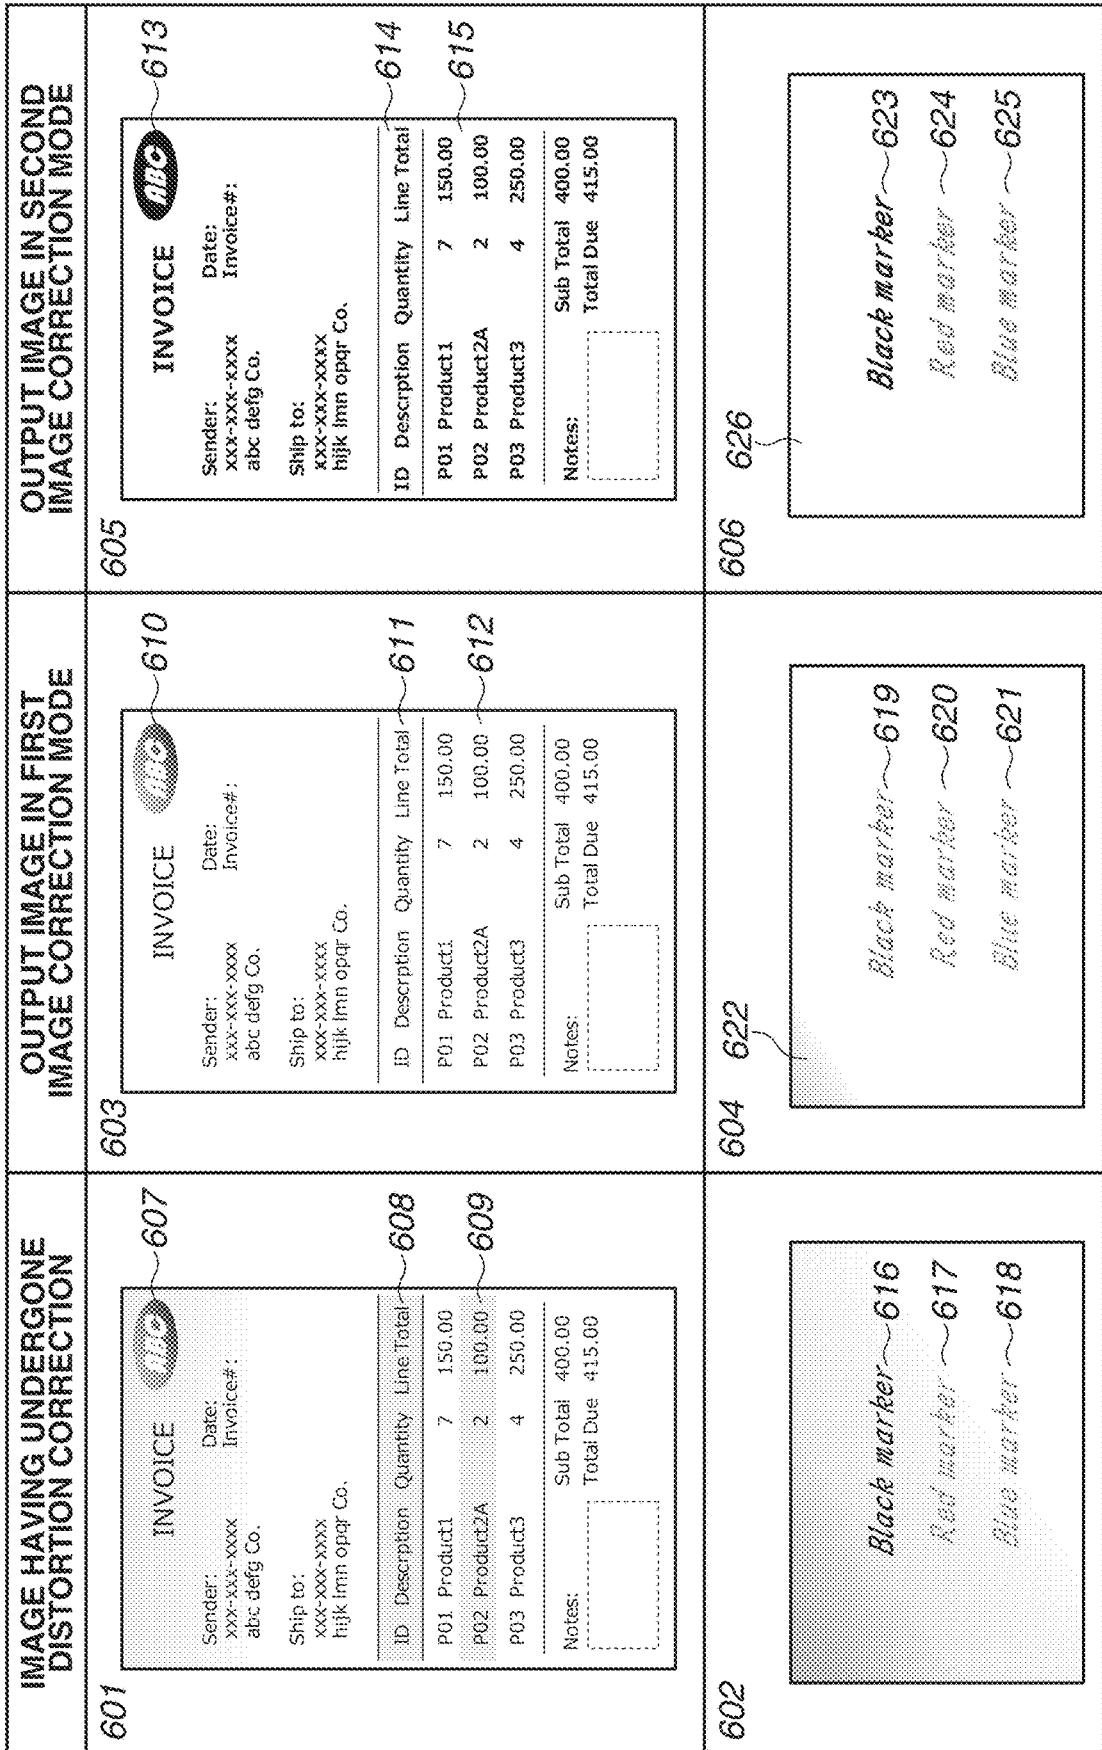 IMAGE HAVING UNDERGONE
DISTORTION CORRECTION
OUTPUT IMAGE IN FIRST
IMAGE CORRECTION MODE
OUTPUT IMAGE IN SECOND
IMAGE CORRECTION MODE
601
INVOICE
ABC
607
Sender:
xxx-xxx-xxxx
abc defg Co.
Date:
Invoice#:
Ship to:
xxx-xxx-xxxx
hijk lmn opqr Co.
ID Descrption Quantity Line Total
608
P01 Product1 7 150.00
P02 Product2A 2 100.00
609
P03 Product3 4 250.00
Notes:
Sub Total 400.00
Total Due 415.00
603
INVOICE
ABC
610
Sender:
xxx-xxx-xxxx
abc defg Co.
Date:
Invoice#:
Ship to:
xxx-xxx-xxxx
hijk lmn opqr Co.
ID Descrption Quantity Line Total
611
P01 Product1 7 150.00
P02 Product2A 2 100.00
612
P03 Product3 4 250.00
Notes:
Sub Total 400.00
Total Due 415.00
605
INVOICE
ABC
613
Sender:
xxx-xxx-xxxx
abc defg Co.
Date:
Invoice#:
Ship to:
xxx-xxx-xxxx
hijk lmn opqr Co.
ID Descrption Quantity Line Total
614
P01 Product1 7 150.00
615
P02 Product2A 2 100.00
P03 Product3 4 250.00
Notes:
Sub Total 400.00
Total Due 415.00
602
Black marker 616
Red marker 617
Blue marker 618
604
622
Black marker 619
Red marker 620
Blue marker 621
606
626
Black marker 623
Red marker 624
Blue marker 625